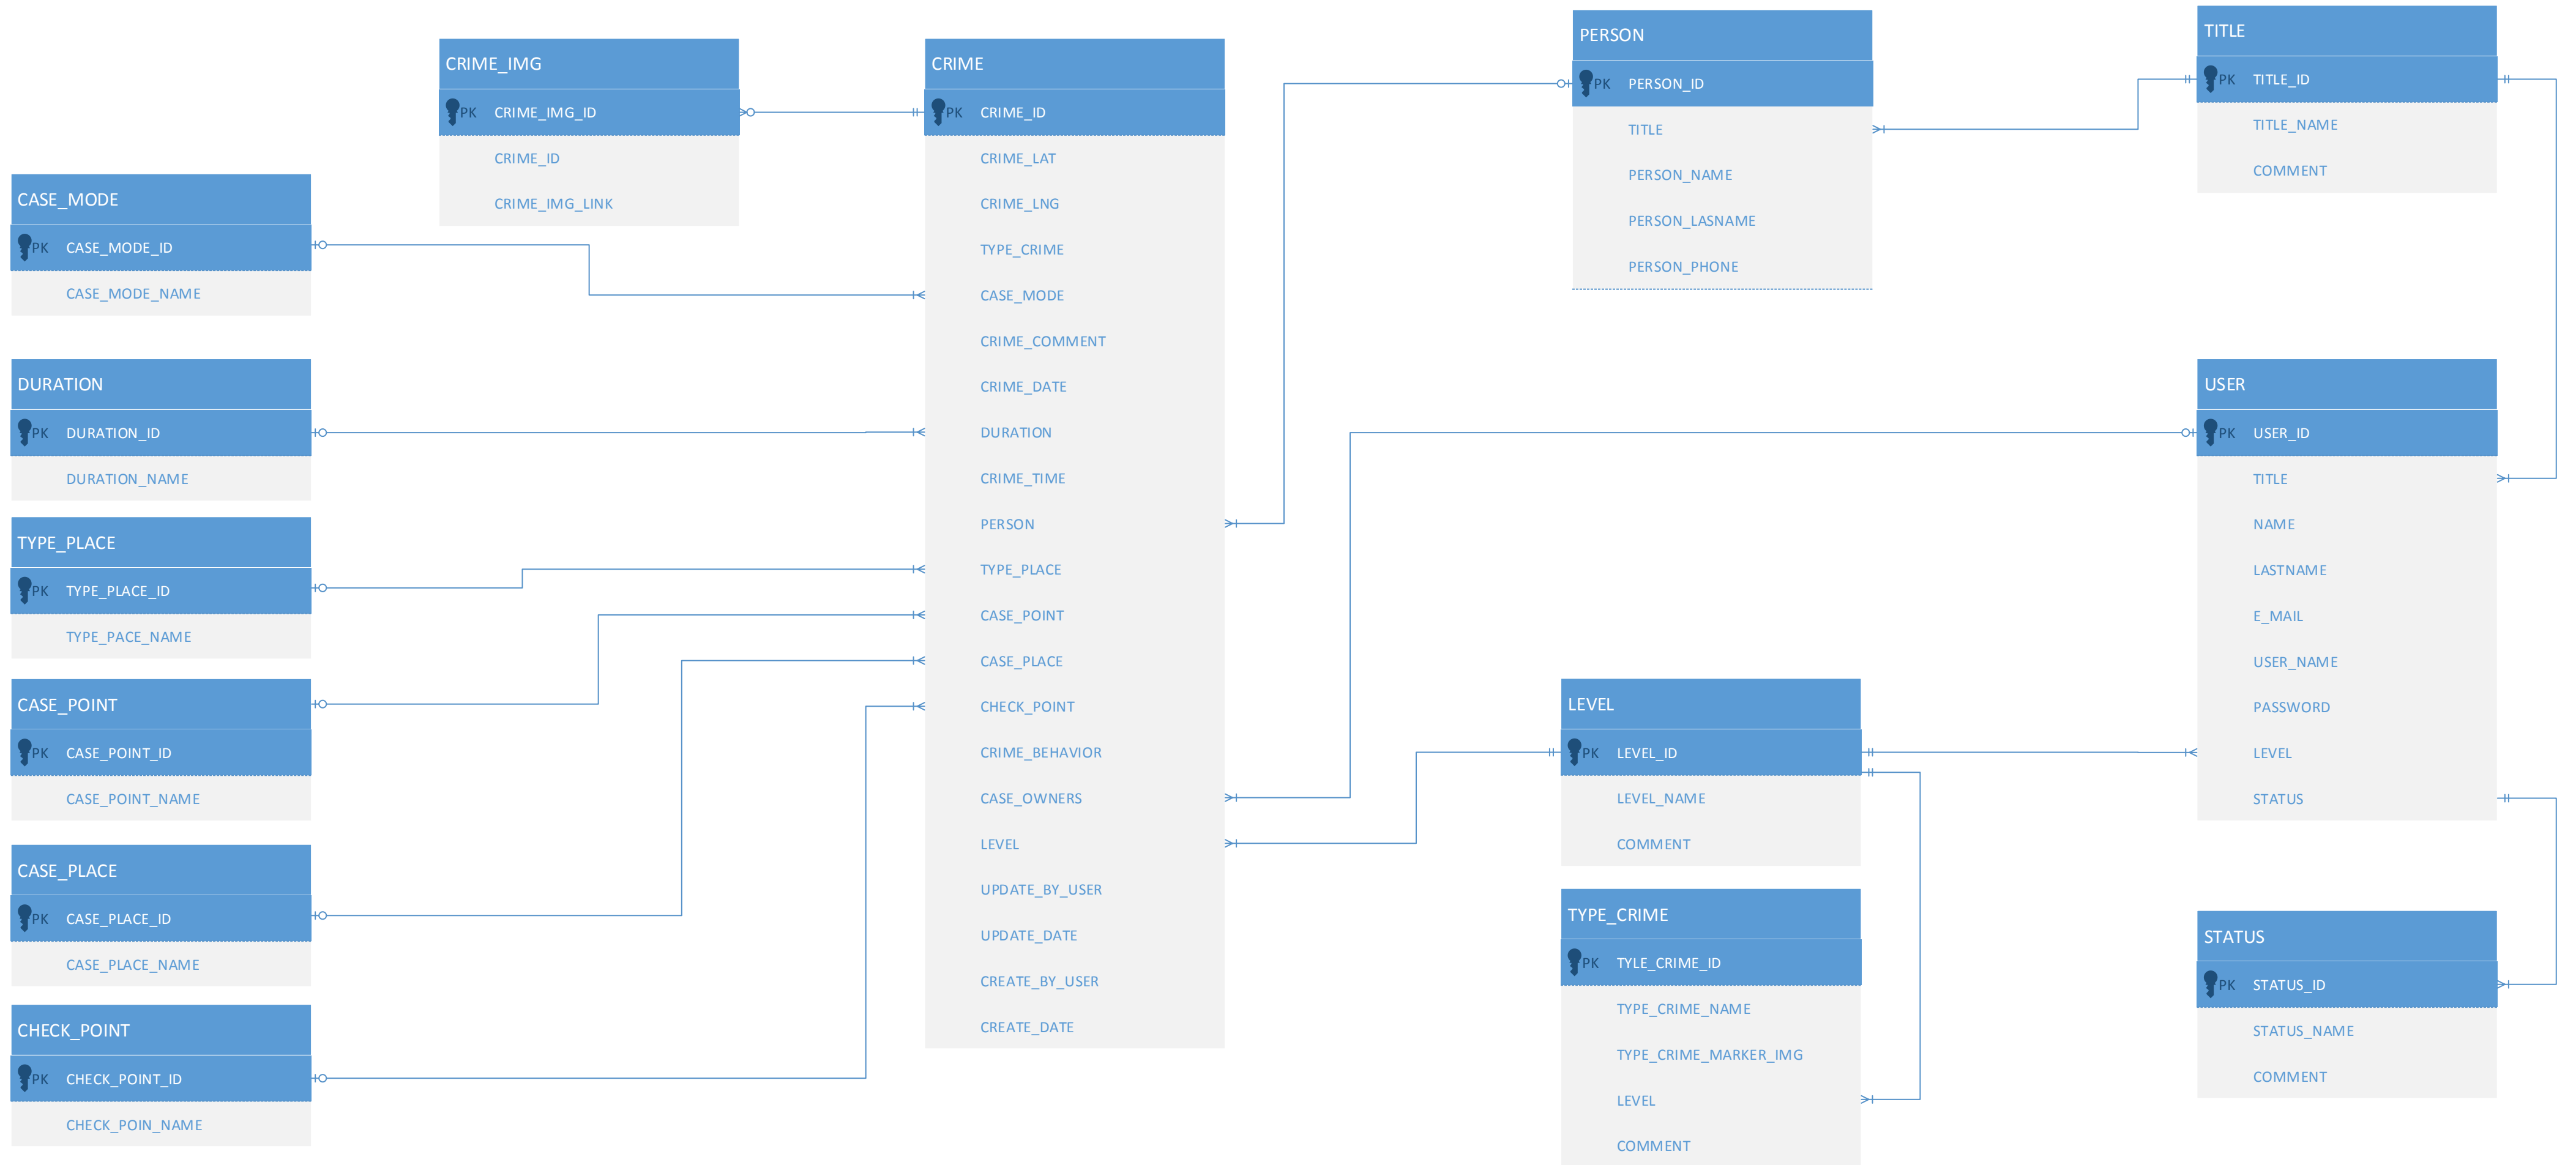 CRIME_IMG
PK CRIME_IMG_ID
CRIME_ID
CRIME_IMG_LINK
CASE_MODE
PK CASE_MODE_ID
CASE_MODE_NAME
DURATION
PK DURATION_ID
DURATION_NAME
TYPE_PLACE
PK TYPE_PLACE_ID
TYPE_PACE_NAME
CASE_POINT
PK CASE_POINT_ID
CASE_POINT_NAME
CASE_PLACE
PK CASE_PLACE_ID
CASE_PLACE_NAME
CHECK_POINT
PK CHECK_POINT_ID
CHECK_POIN_NAME
CRIME
PK CRIME_ID
CRIME_LAT
CRIME_LNG
TYPE_CRIME
CASE_MODE
CRIME_COMMENT
CRIME_DATE
DURATION
CRIME_TIME
PERSON
TYPE_PLACE
CASE_POINT
CASE_PLACE
CHECK_POINT
CRIME_BEHAVIOR
CASE_OWNERS
LEVEL
UPDATE_BY_USER
UPDATE_DATE
CREATE_BY_USER
CREATE_DATE
PERSON
PK PERSON_ID
TITLE
PERSON_NAME
PERSON_LASNAME
PERSON_PHONE
LEVEL
PK LEVEL_ID
LEVEL_NAME
COMMENT
TYPE_CRIME
PK TYLE_CRIME_ID
TYPE_CRIME_NAME
TYPE_CRIME_MARKER_IMG
LEVEL
COMMENT
TITLE
PK TITLE_ID
TITLE_NAME
COMMENT
USER
PK USER_ID
TITLE
NAME
LASTNAME
E_MAIL
USER_NAME
PASSWORD
LEVEL
STATUS
STATUS
PK STATUS_ID
STATUS_NAME
COMMENT